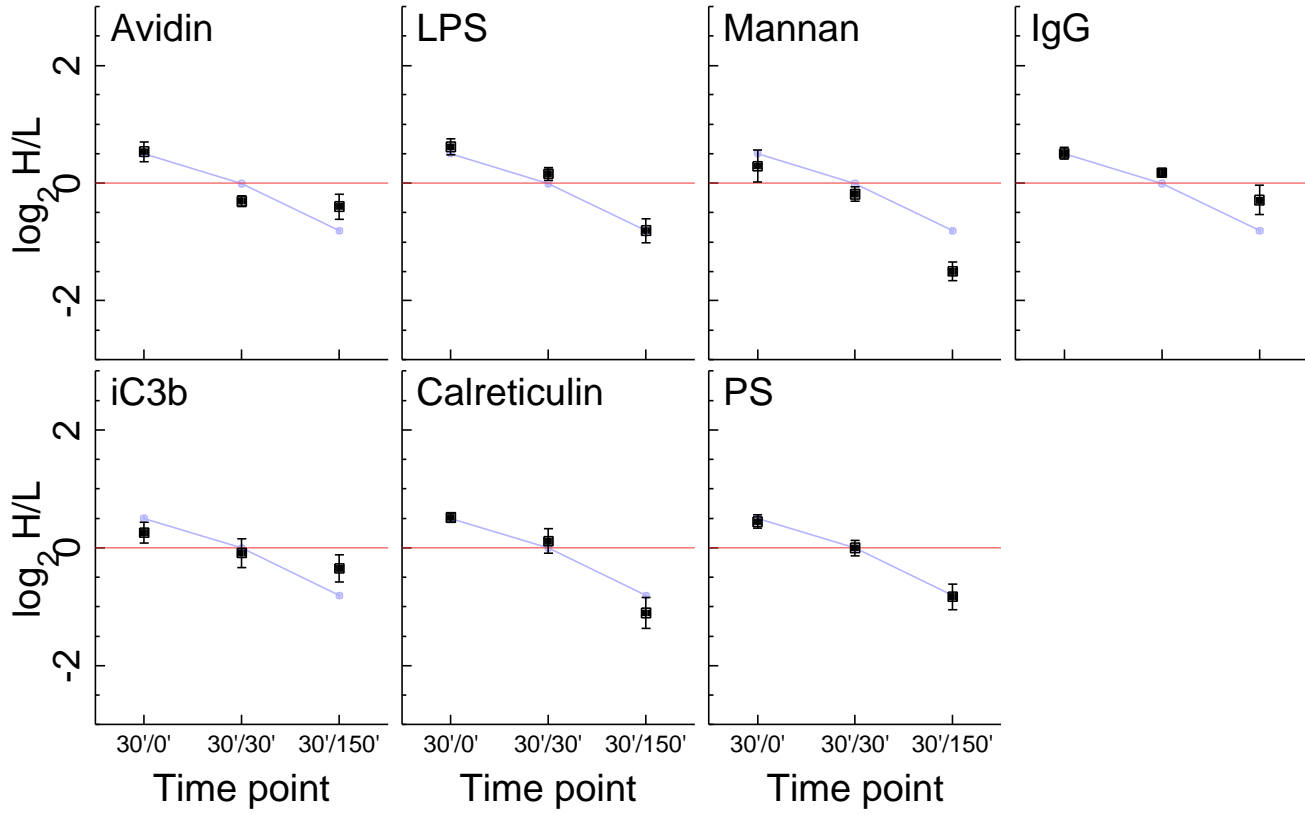 Avidin LPS Mannan IgG
2
0
-2
log2 H/L
iC3b Calreticulin PS
2
0
-2
log2 H/L
30'/0' 30'/30' 30'/150' 30'/0' 30'/30' 30'/150' 30'/0' 30'/30' 30'/150'
Time point Time point Time point